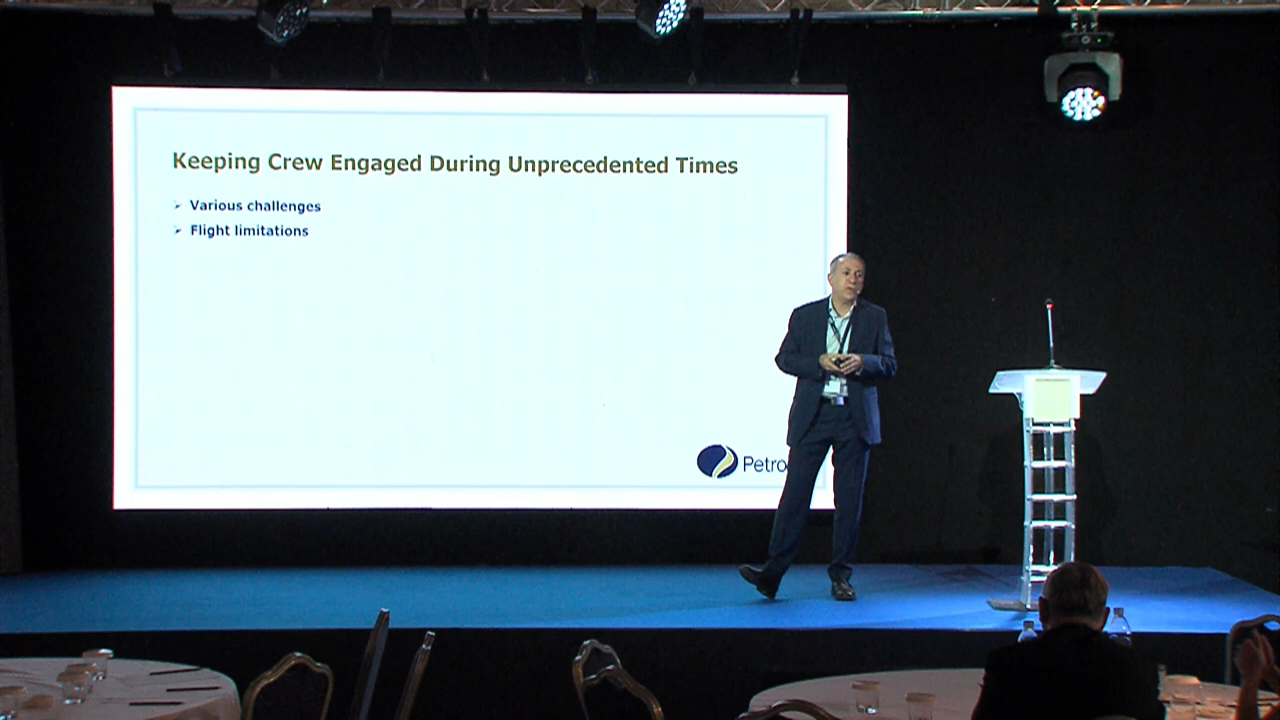 Keeping Crew Engaged During Unprecedented Times
Various challenges
Flight limitations
Petro